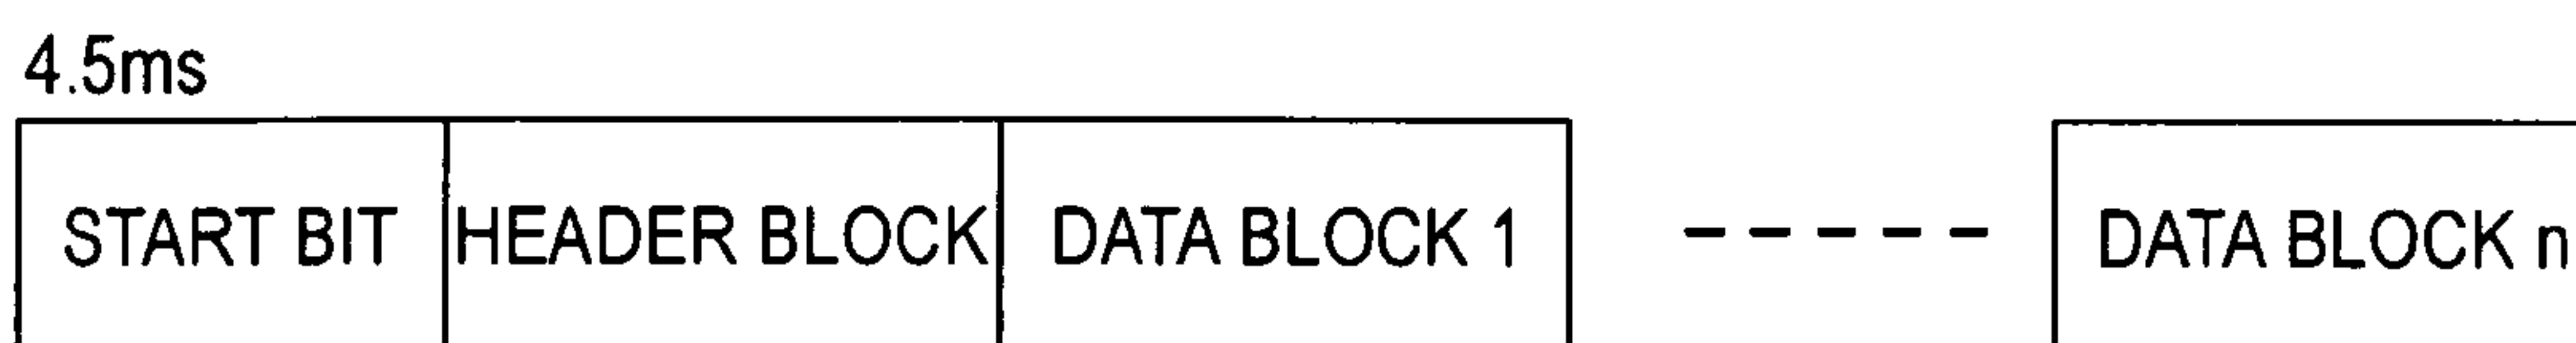 4.5ms
START BIT HEADER BLOCK DATA BLOCK 1 ----- DATA BLOCK n